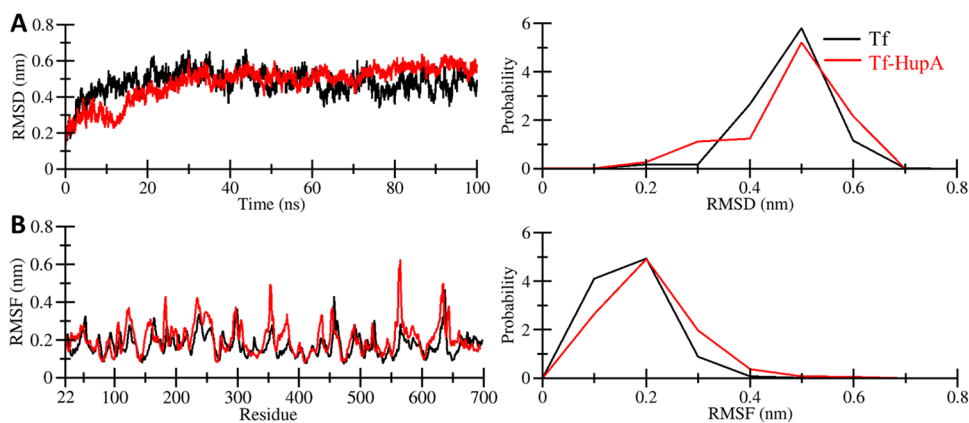 A
RMSD (nm)
0.8
0.6
0.4
0.2
0
0 20 40 60 80 100
Time (ns)
Probability
6
4
2
0
0 0.2 0.4 0.6 0.8
RMSD (nm)
Tf
Tf-HupA
B
RMSF (nm)
0.8
0.6
0.4
0.2
0
22 100 200 300 400 500 600 700
Residue
Probability
6
4
2
0
0 0.2 0.4 0.6 0.8
RMSF (nm)